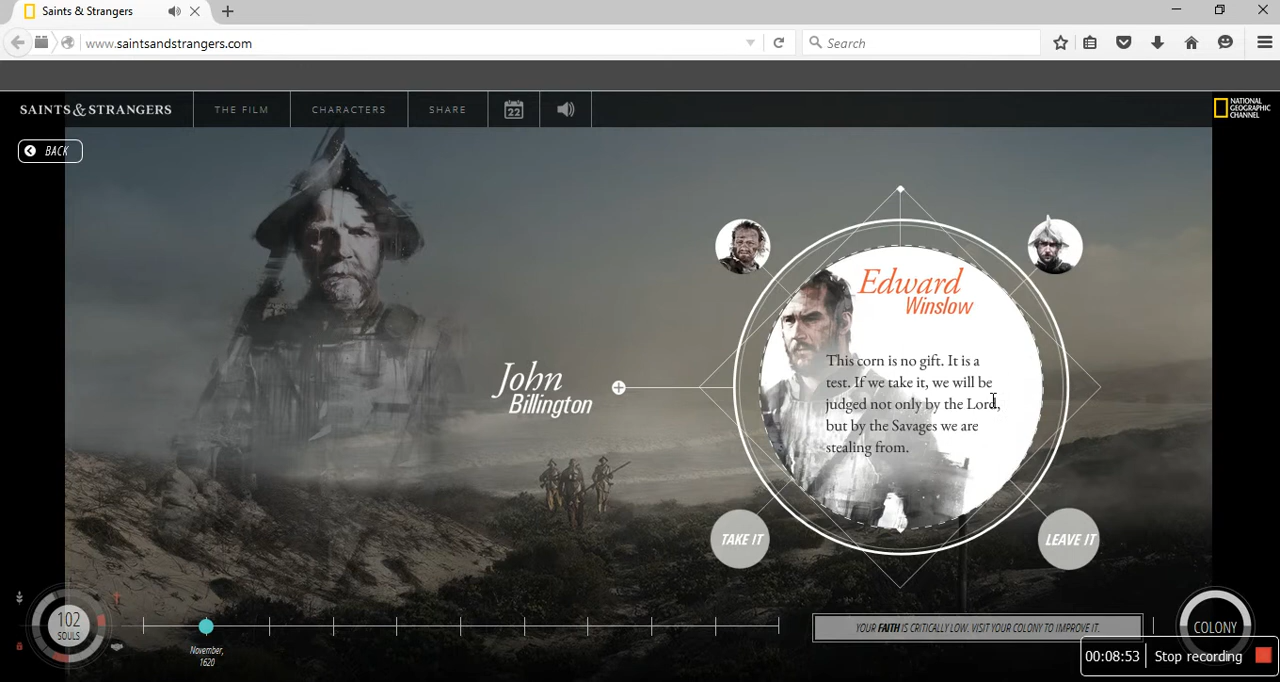 Saints & Strangers
www.saintsandstrangers.com
Search
SAINTS & STRANGERS
THE FILM
CHARACTERS
SHARE
22
NATIONAL
GEOGRAPHIC
CHANNEL
BACK
Edward
Winslow
This corn is no gift. It is a
test. If we take it, we will be
judged not only by the Lord,
but by the Savages we are
stealing from.
John
Billington
TAKE IT
LEAVE IT
102
SOULS
November,
1620
YOUR FAITH IS CRITICALLY LOW. VISIT YOUR COLONY TO IMPROVE IT.
COLONY
00:08:53
Stop recording